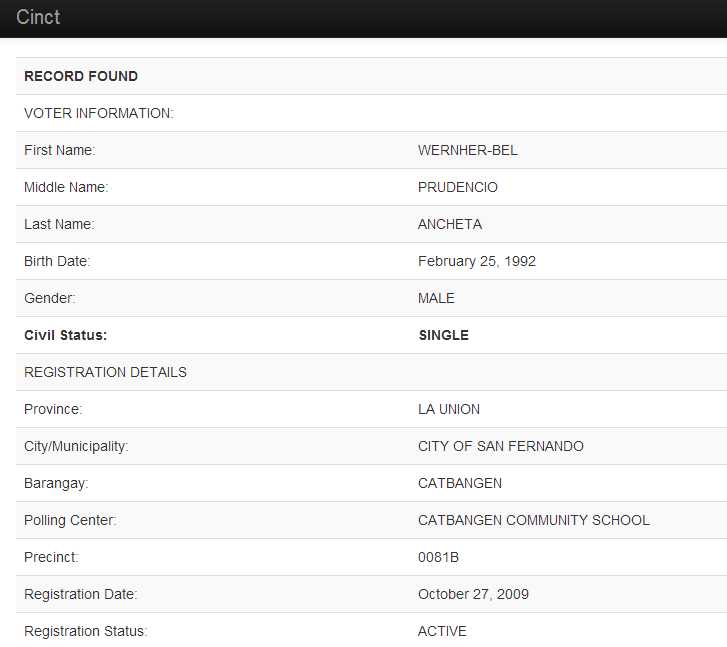 Cinct
RECORD FOUND
VOTER INFORMATION:
First Name: WERNHER-BEL
Middle Name: PRUDENCIO
Last Name: ANCHETA
Birth Date: February 25, 1992
Gender: MALE
Civil Status: SINGLE
REGISTRATION DETAILS
Province: LA UNION
City/Municipality: CITY OF SAN FERNANDO
Barangay: CATBANGEN
Polling Center: CATBANGEN COMMUNITY SCHOOL
Precinct: 0081B
Registration Date: October 27, 2009
Registration Status: ACTIVE